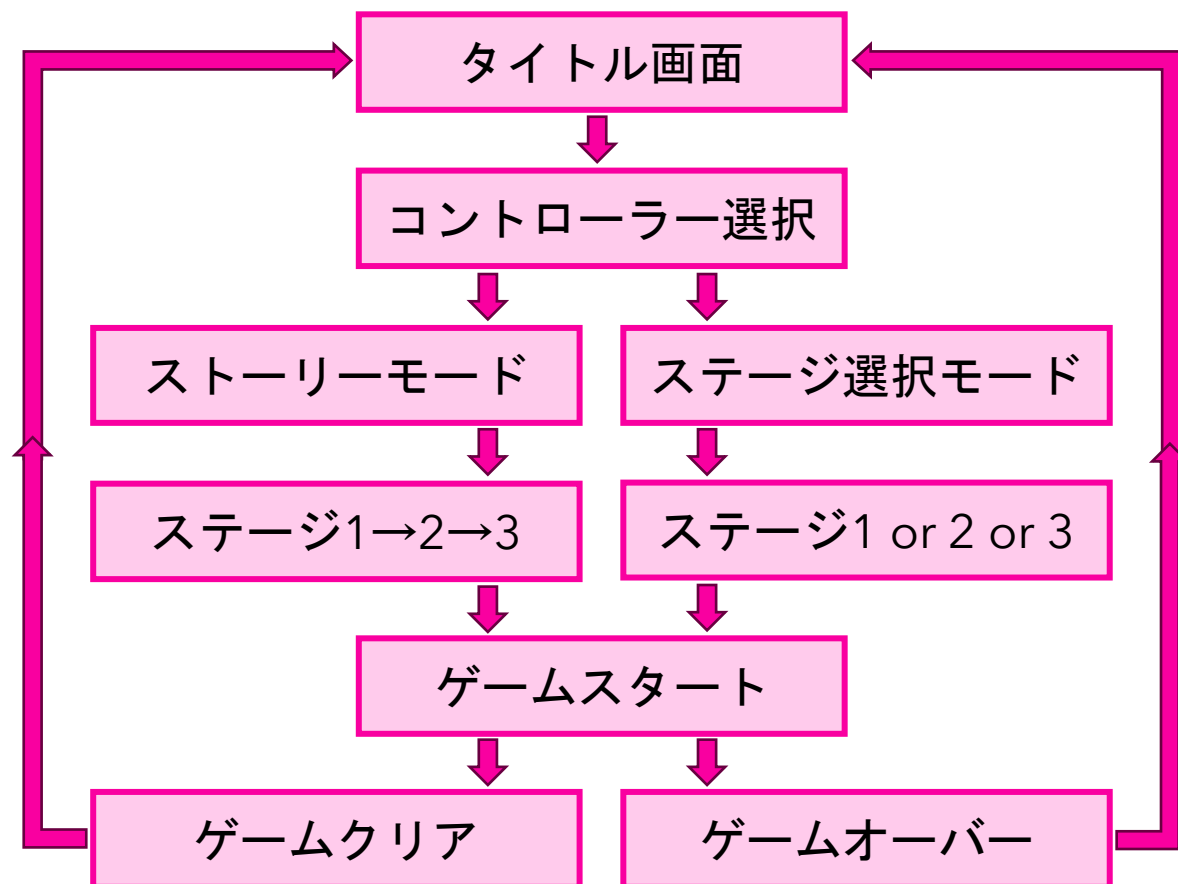 タイトル画面
コントローラー選択
ストーリーモード
ステージ選択モード
ステージ1→2→3
ステージ1 or 2 or 3
ゲームスタート
ゲームクリア
ゲームオーバー